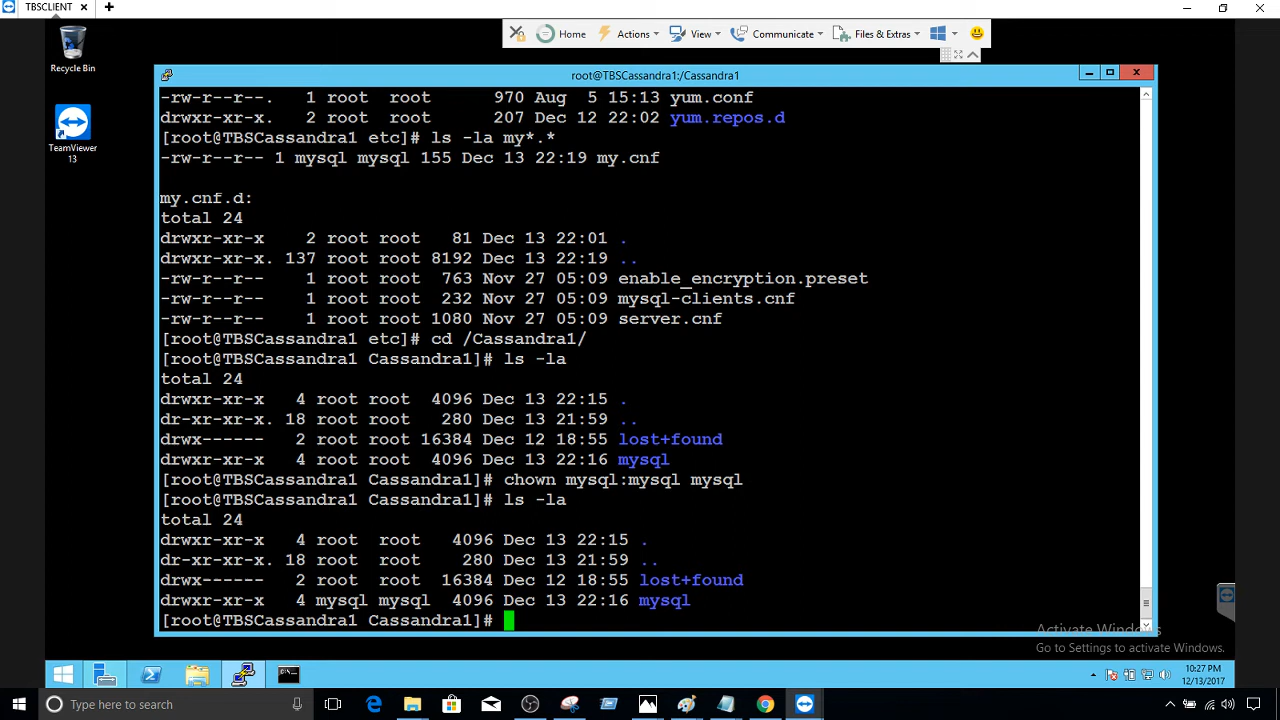 TBSCLIENT
Recycle Bin
TeamViewer
13
Home
Actions
View
Communicate
Files & Extras
root@TBSCassandra1:/Cassandra1
-rw-r--r--. 1 root root 970 Aug 5 15:13 yum.conf
drwxr-xr-x. 2 root root 207 Dec 12 22:02 yum.repos.d
[root@TBSCassandra1 etc]# ls -la my*.*
-rw-r--r-- 1 mysql mysql 155 Dec 13 22:19 my.cnf
my.cnf.d:
total 24
drwxr-xr-x 2 root root 81 Dec 13 22:01 .
drwxr-xr-x. 137 root root 8192 Dec 13 22:19 ..
-rw-r--r-- 1 root root 763 Nov 27 05:09 enable_encryption.preset
-rw-r--r-- 1 root root 232 Nov 27 05:09 mysql-clients.cnf
-rw-r--r-- 1 root root 1080 Nov 27 05:09 server.cnf
[root@TBSCassandra1 etc]# cd /Cassandra1/
[root@TBSCassandra1 Cassandra1]# ls -la
total 24
drwxr-xr-x 4 root root 4096 Dec 13 22:15 .
dr-xr-xr-x. 18 root root 280 Dec 13 21:59 ..
drwx------ 2 root root 16384 Dec 12 18:55 lost+found
drwxr-xr-x 4 root root 4096 Dec 13 22:16 mysql
[root@TBSCassandra1 Cassandra1]# chown mysql:mysql mysql
[root@TBSCassandra1 Cassandra1]# ls -la
total 24
drwxr-xr-x 4 root root 4096 Dec 13 22:15 .
dr-xr-xr-x. 18 root root 280 Dec 13 21:59 ..
drwx------ 2 root root 16384 Dec 12 18:55 lost+found
drwxr-xr-x 4 mysql mysql 4096 Dec 13 22:16 mysql
[root@TBSCassandra1 Cassandra1]#
Activate Windows
Go to Settings to activate Windows.
10:27 PM
12/13/2017
Type here to search